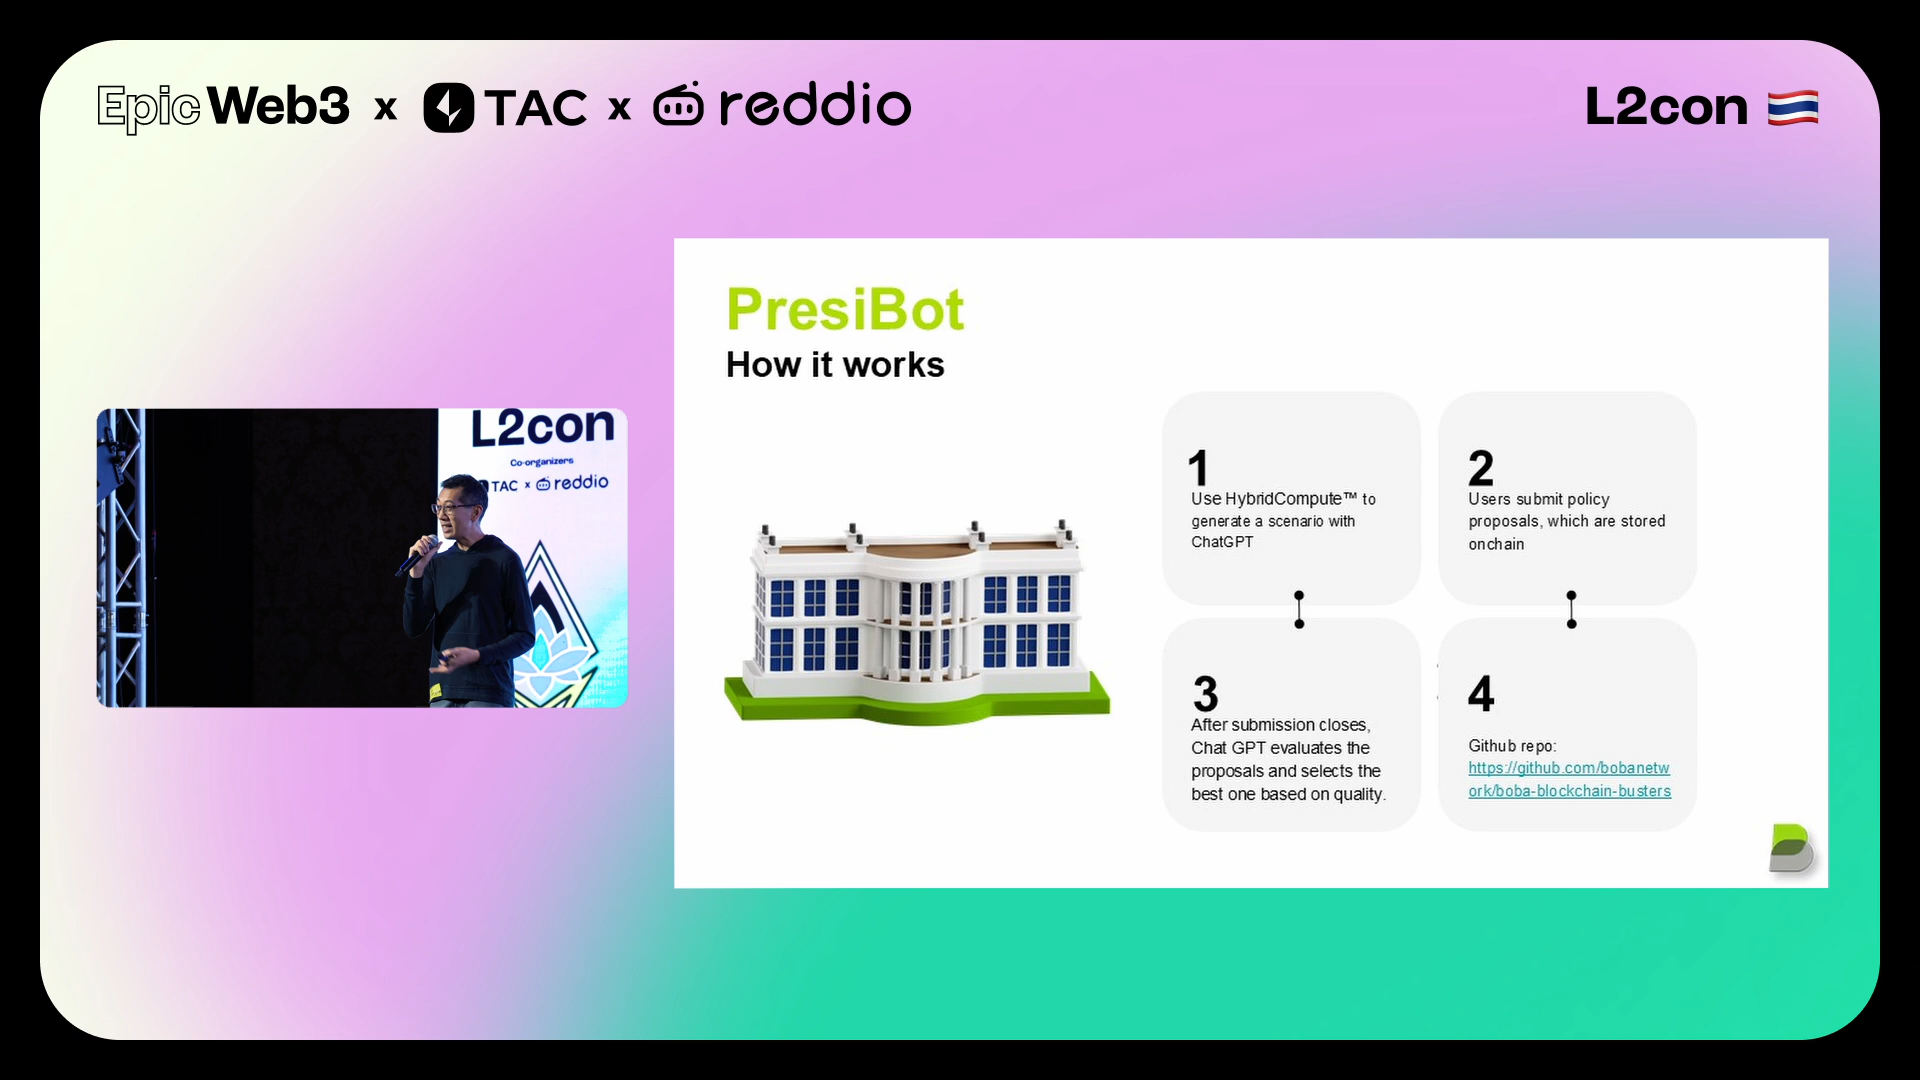 Epic Web3 x TAC x reddio
L2con
PresiBot
How it works
1
Use HybridCompute™ to
generate a scenario with
ChatGPT
2
Users submit policy
proposals, which are stored
onchain
3
After submission closes,
Chat GPT evaluates the
proposals and selects the
best one based on quality.
4
Github repo:
https://github.com/bobanetw
ork/boba-blockchain-busters
L2con
Co-organizers
TAC x reddio